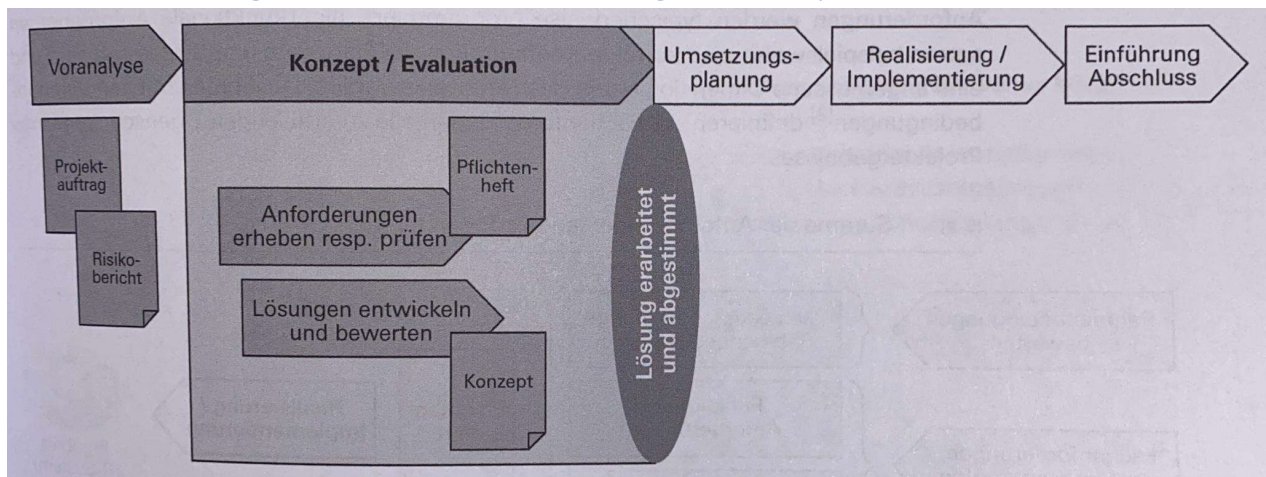 Voranalyse
Konzept / Evaluation
Umsetzungs-
planung
Realisierung /
Implementierung
Einführung
Abschluss
Projekt-
auftrag
Risiko-
bericht
Anforderungen
erheben resp. prüfen
Pflichten-
heft
Lösungen entwickeln
und bewerten
Konzept
Lösung erarbeitet
und abgestimmt